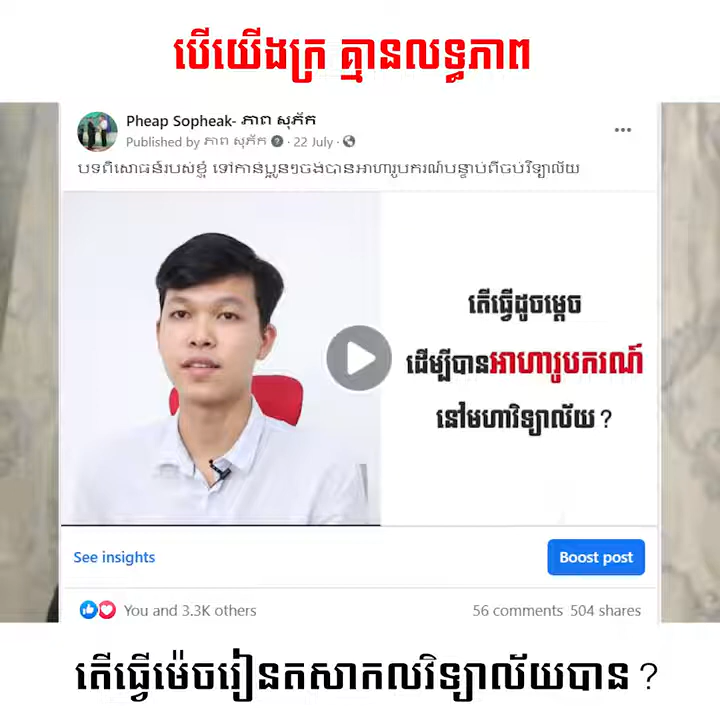 បើយើងក្រ គ្មានលទ្ធភាព
Pheap Sopheak- ភាព សុភ័ក
Published by ភាព សុភ័ក · 22 July ·
បទពិសោធន៍របស់ខ្ញុំ ទៅកាន់ប្អូនៗចង់បានអាហារូបករណ៍បន្ទាប់ពីចប់វិទ្យាល័យ
តើធ្វើដូចម្ដេច
ដើម្បីបានអាហារូបករណ៍
នៅមហាវិទ្យាល័យ?
See insights
Boost post
You and 3.3K others
56 comments 504 shares
តើធ្វើម៉េចរៀនតសាកលវិទ្យាល័យបាន?